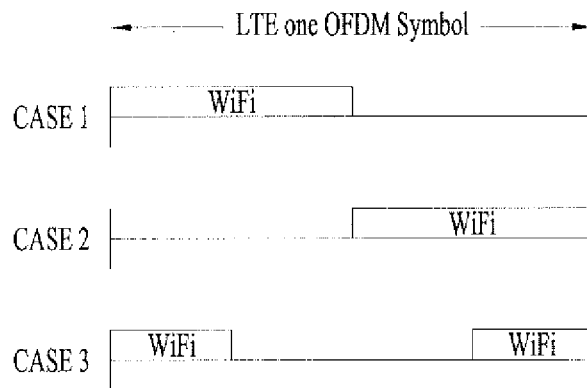 LTE one OFDM Symbol
CASE 1 WiFi
CASE 2 WiFi
CASE 3 WiFi WiFi